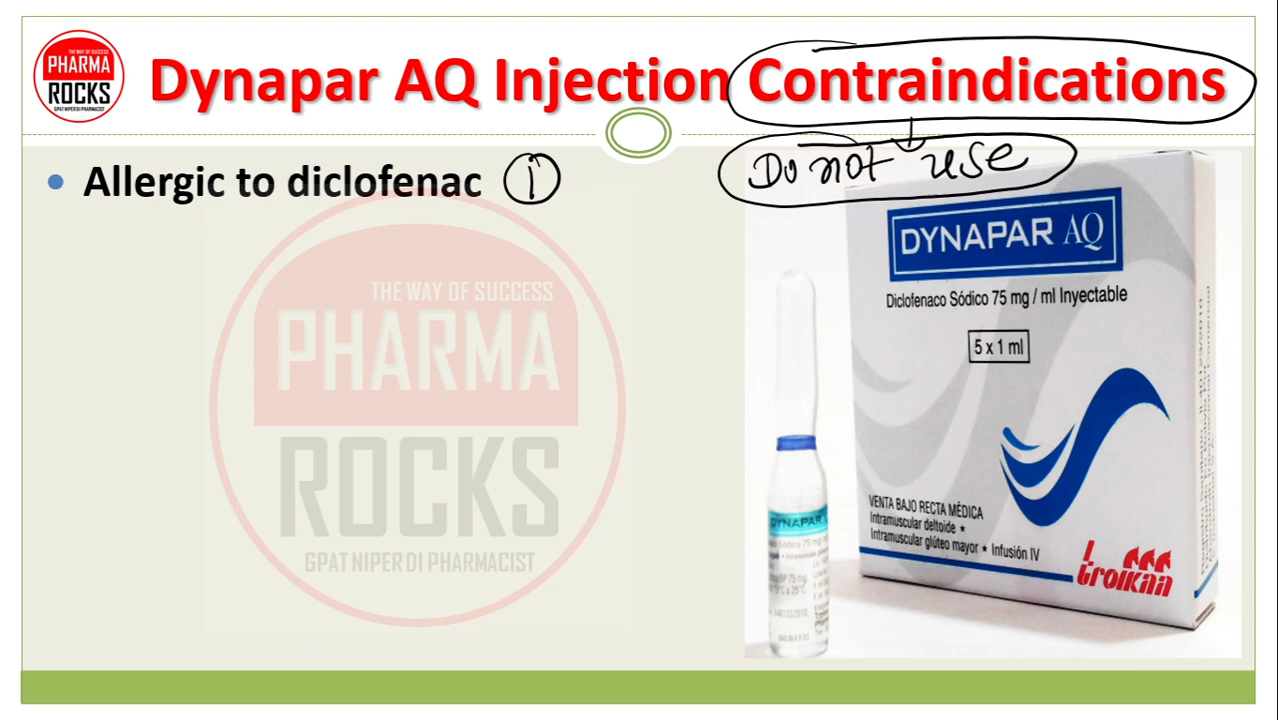 THE WAY OF SUCCESS
PHARMA
ROCKS
GPAT NIPER DI PHARMACIST
Dynapar AQ Injection Contraindications
Do not use
• Allergic to diclofenac 1
THE WAY OF SUCCESS
PHARMA
ROCKS
GPAT NIPER DI PHARMACIST
DYNAPAR AQ
Diclofenaco Sódico 75 mg / ml Inyectable
5 x 1 ml
VENTA BAJO RECTA MÉDICA
Intramuscular deltoide ★
Intramuscular glúteo mayor ★ Infusión IV
troikaa
DYNAPAR